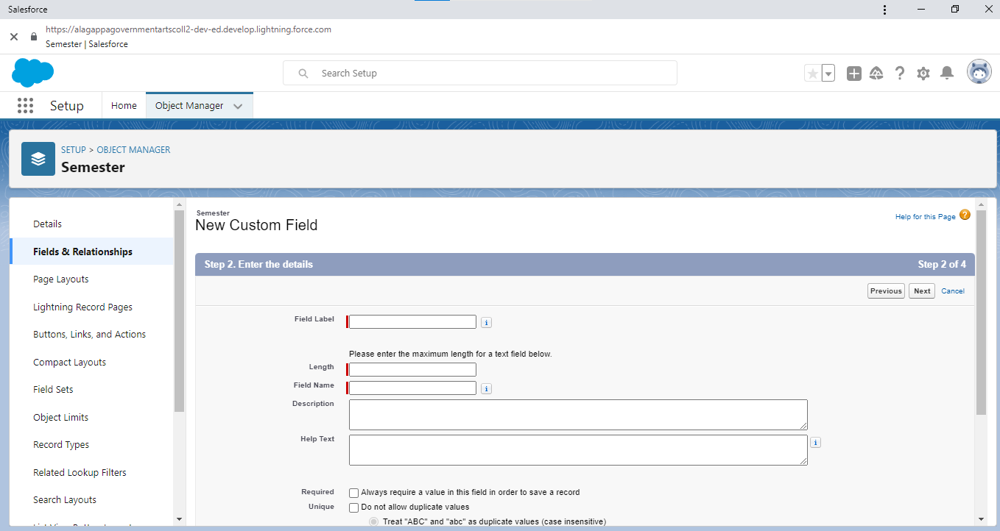 Salesforce
https://alagappagovernmentartscoll2-dev-ed.develop.lightning.force.com
Semester | Salesforce
Search Setup
Setup
Home
Object Manager
SETUP > OBJECT MANAGER
Semester
Details
Fields & Relationships
Page Layouts
Lightning Record Pages
Buttons, Links, and Actions
Compact Layouts
Field Sets
Object Limits
Record Types
Related Lookup Filters
Search Layouts
Semester
New Custom Field
Help for this Page
Step 2. Enter the details
Step 2 of 4
Previous
Next
Cancel
Field Label
Please enter the maximum length for a text field below.
Length
Field Name
Description
Help Text
Required
Always require a value in this field in order to save a record
Unique
Do not allow duplicate values
Treat "ABC" and "abc" as duplicate values (case insensitive)